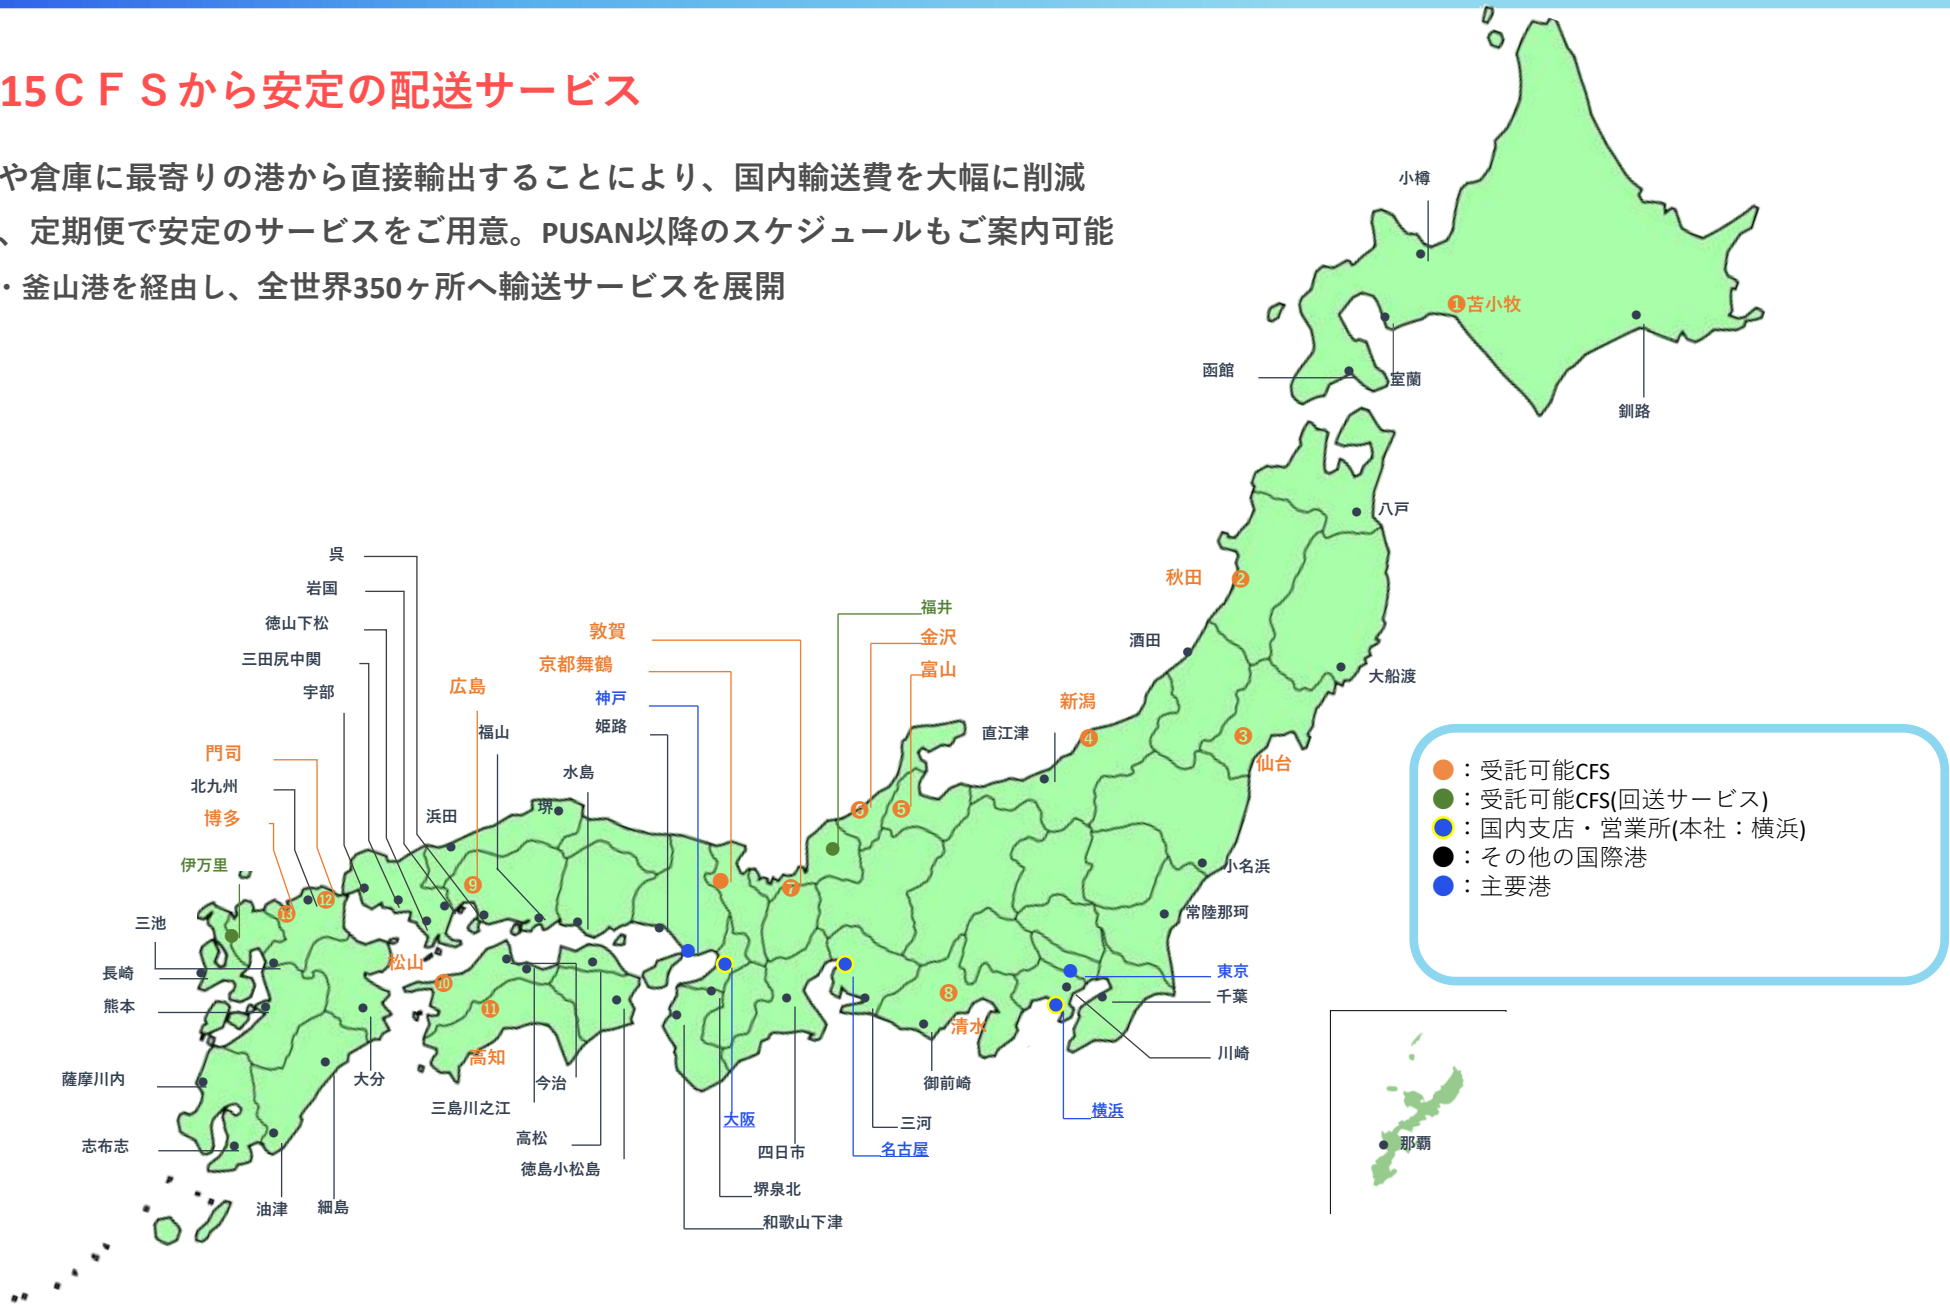 15ＣＦＳから安定の配送サービス
や倉庫に最寄りの港から直接輸出することにより、国内輸送費を大幅に削減
、定期便で安定のサービスをご用意。PUSAN以降のスケジュールもご案内可能
・釜山港を経由し、全世界350ヶ所へ輸送サービスを展開
小樽
❶苫小牧
函館
室蘭
釧路
八戸
秋田
❷
酒田
大船渡
新潟
❹
❸
仙台
直江津
小名浜
常陸那珂
東京
千葉
川崎
横浜
福井
金沢
富山
❻
❺
敦賀
京都舞鶴
神戸
姫路
❼
呉
岩国
徳山下松
三田尻中関
宇部
広島
福山
水島
堺
浜田
❾
門司
北九州
博多
伊万里
⓬
⓭
三池
長崎
熊本
薩摩川内
志布志
油津
細島
大分
松山
❿
⓫
高知
今治
三島川之江
高松
徳島小松島
大阪
四日市
堺泉北
和歌山下津
❽
清水
御前崎
三河
名古屋
：受託可能CFS
：受託可能CFS(回送サービス)
：国内支店・営業所(本社：横浜)
：その他の国際港
：主要港
那覇